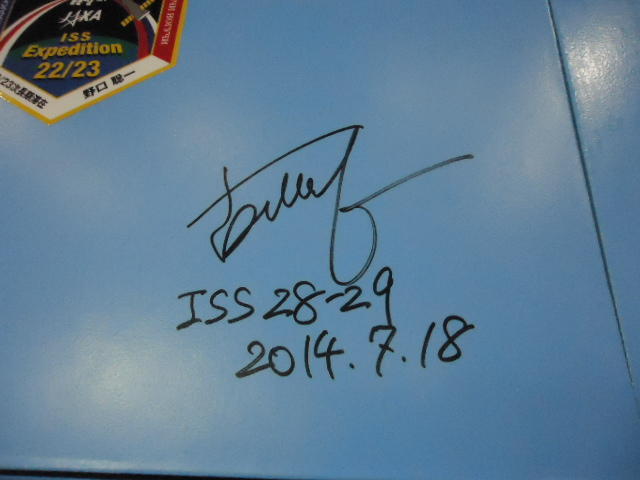 JAXA
ISS
Expedition
22/23
野口 聡一
ISS 28-29
2014.7.18